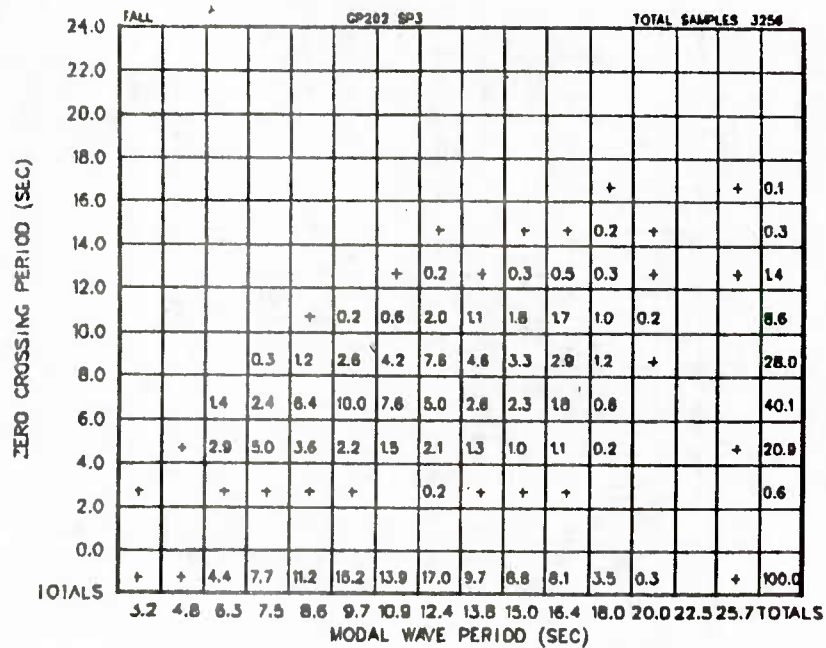 FALL GP202 SP3 TOTAL SAMPLES 3256
24.0
22.0
20.0
18.0
+ + 0.1
16.0
+ + + 0.2 + 0.3
14.0
+ 0.2 + 0.3 0.5 0.3 + + 1.4
12.0
+ 0.2 0.6 2.0 1.1 1.8 1.7 1.0 0.2 8.6
10.0
0.3 1.2 2.6 4.2 7.6 4.6 3.3 2.9 1.2 + 28.0
8.0
1.4 2.4 6.4 10.0 7.6 5.0 2.6 2.3 1.8 0.6 40.1
6.0
+ 2.9 5.0 3.6 2.2 1.5 2.1 1.3 1.0 1.1 0.2 + 20.9
4.0
+ + + + + 0.2 + + + 0.6
2.0
0.0
TOTALS + + 4.4 7.7 11.2 15.2 13.9 17.0 9.7 8.8 8.1 3.5 0.3 + 100.0
3.2 4.8 6.3 7.5 8.6 9.7 10.9 12.4 13.8 15.0 16.4 18.0 20.0 22.5 25.7 TOTALS
MODAL WAVE PERIOD (SEC)
ZERO CROSSING PERIOD (SEC)